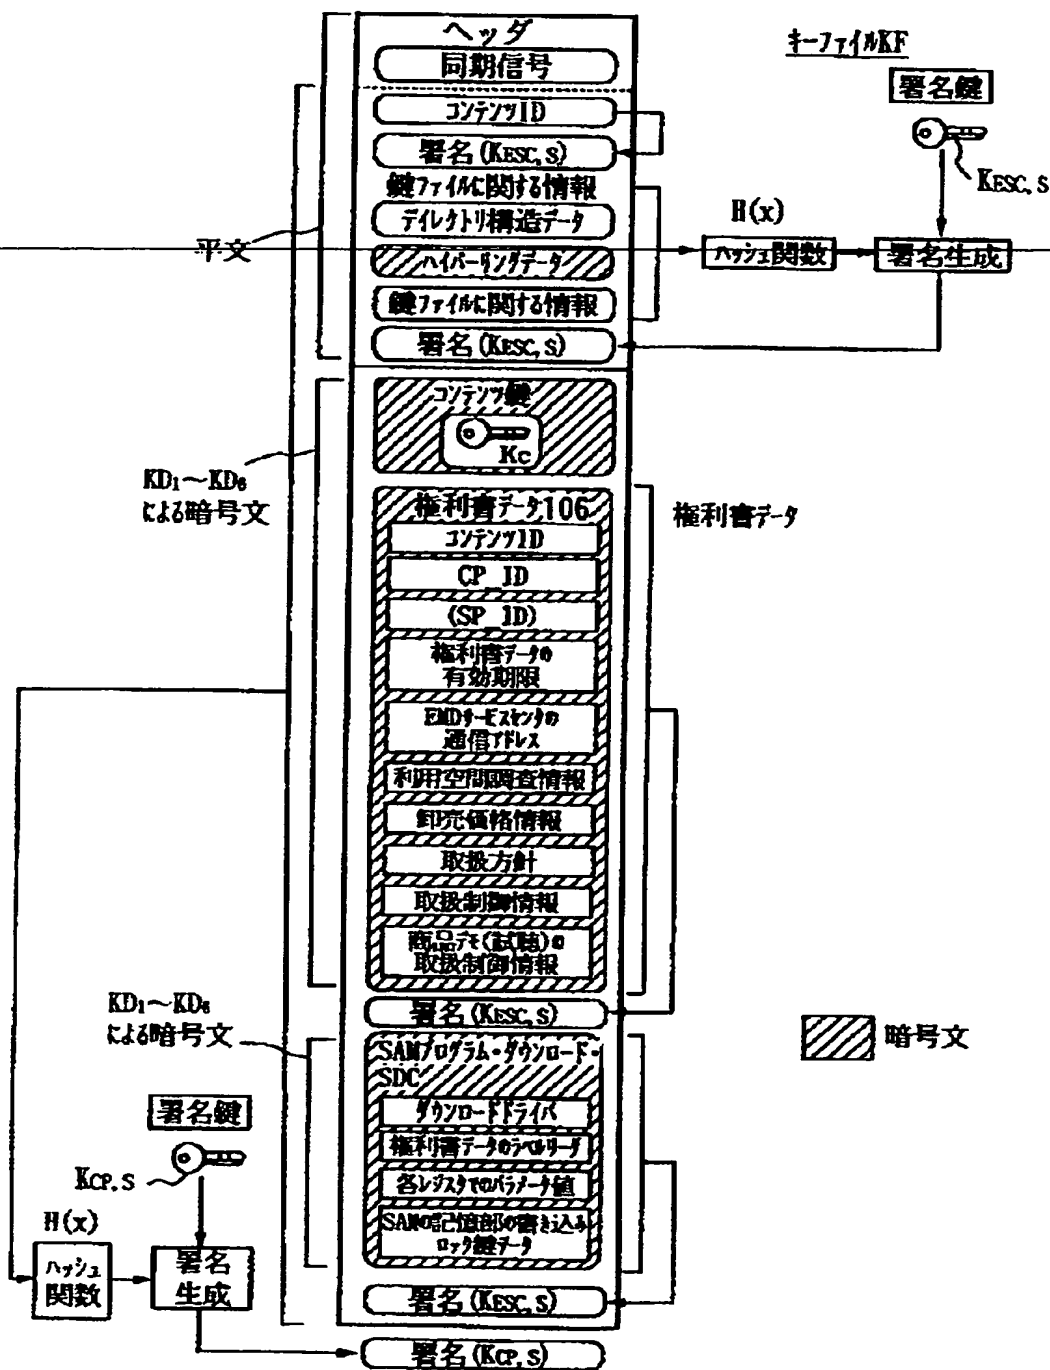 ヘッダ
同期信号
キーファイルKF
署名鍵
KESC,S
コンテンツID
署名(KESC,S)
鍵ファイルに関する情報
ディレクトリ構造データ
ハイパーリンクデータ
鍵ファイルに関する情報
署名(KESC,S)
平文
H(x)
ハッシュ関数
署名生成
コンテンツ鍵
Kc
KD1~KD6
による暗号文
権利書データ106
コンテンツID
CP_ID
(SP_ID)
権利書データの
有効期限
EMDサービスセンタの
通信アドレス
利用空間調査情報
卸売価格情報
取扱方針
取扱制御情報
商品デモ(試聴)の
取扱制御情報
権利書データ
署名(KESC,S)
KD1~KD6
による暗号文
SAMプログラム・ダウンロード・
SDC
ダウンロードドライバ
権利書データのラベルリーダ
各レジスタでのパラメータ値
SAMの記憶部の書き込み
ロック鍵データ
署名(KESC,S)
暗号文
署名鍵
KCP,S
H(x)
ハッシュ
関数
署名
生成
署名(KCP,S)